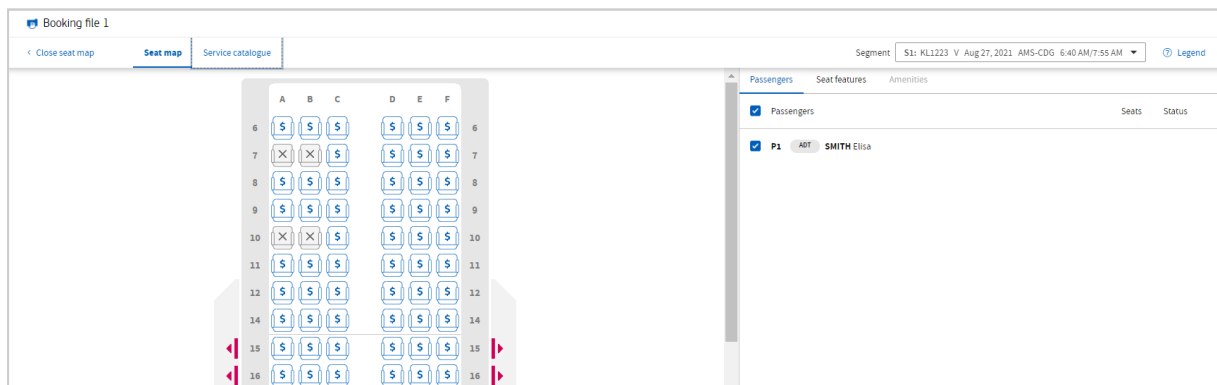 Booking file 1
Close seat map Seat map Service catalogue Segment S1: KL1223 V Aug 27, 2021 AMS-CDG 6:40 AM/7:55 AM Legend
Passengers Seat features Amenities
Passengers Seats Status
P1 ADT SMITH Elisa
A B C D E F
6 $ $ $ $ $ $ 6
7 $ $ $ $ 7
8 $ $ $ $ $ $ 8
9 $ $ $ $ $ $ 9
10 $ $ $ $ 10
11 $ $ $ $ $ $ 11
12 $ $ $ $ $ $ 12
14 $ $ $ $ $ $ 14
15 $ $ $ $ $ $ 15
16 $ $ $ $ $ $ 16